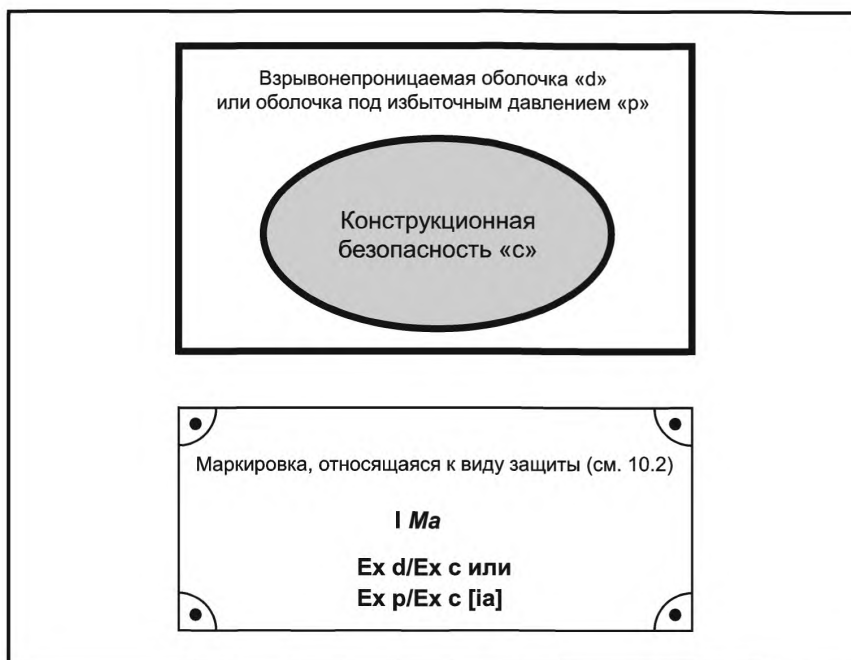 Взрывонепроницаемая оболочка «d»
или оболочка под избыточным давлением «p»
Конструкционная
безопасность «с»
Маркировка, относящаяся к виду защиты (см. 10.2)
I Ma
Ex d/Ex c или
Ex p/Ex c [ia]